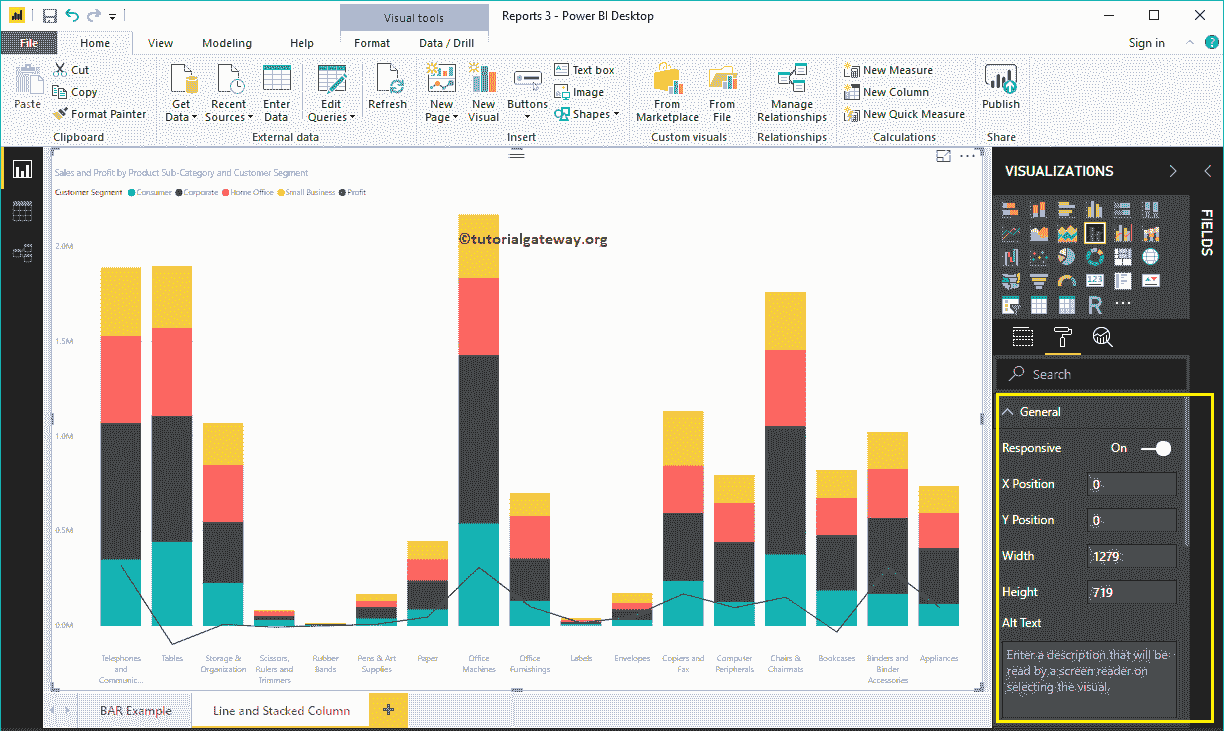 Visual tools
Reports 3 - Power BI Desktop
File Home View Modeling Help Format Data / Drill Sign in
Paste
Cut
Copy
Format Painter
Get Data
Recent Sources
Enter Data
Edit Queries
Refresh
New Page
New Visual
Buttons
Text box
Image
Shapes
From Marketplace
From File
Manage Relationships
New Measure
New Column
New Quick Measure
Publish
Clipboard External data Insert Custom visuals Relationships Calculations Share
Sales and Profit by Product Sub-Category and Customer Segment
Customer Segment Consumer Corporate Home Office Small Business Profit
©tutorialgateway.org
2.0M
1.5M
1.0M
0.5M
0.0M
Telephones and Communic...
Tables
Storage & Organization
Scissors, Rulers and Trimmers
Rubber Bands
Pens & Art Supplies
Paper
Office Machines
Office Furnishings
Labels
Envelopes
Copiers and Fax
Computer Peripherals
Chairs & Chairmats
Bookcases
Binders and Binder Accessories
Appliances
BAR Example
Line and Stacked Column
VISUALIZATIONS
FIELDS
123
R
Search
General
Responsive On
X Position 0
Y Position 0
Width 1279
Height 719
Alt Text
Enter a description that will be
read by a screen reader on
selecting the visual.